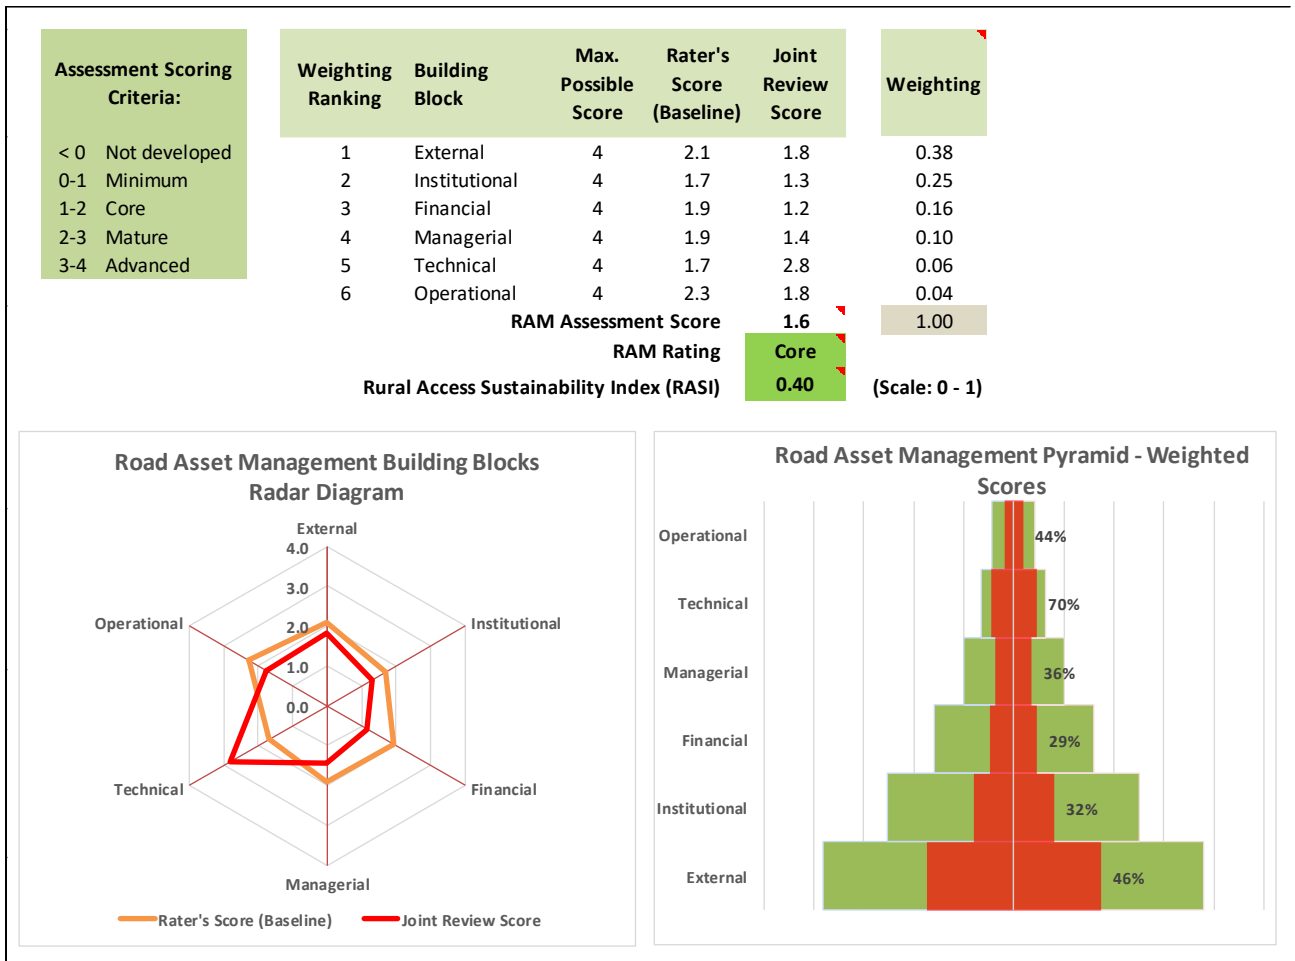 Assessment Scoring
Criteria:
< 0 Not developed
0-1 Minimum
1-2 Core
2-3 Mature
3-4 Advanced
Weighting Ranking Building Block Max. Possible Score Rater's Score (Baseline) Joint Review Score Weighting
1 External 4 2.1 1.8 0.38
2 Institutional 4 1.7 1.3 0.25
3 Financial 4 1.9 1.2 0.16
4 Managerial 4 1.9 1.4 0.10
5 Technical 4 1.7 2.8 0.06
6 Operational 4 2.3 1.8 0.04
RAM Assessment Score 1.6 1.00
RAM Rating Core
Rural Access Sustainability Index (RASI) 0.40 (Scale: 0 - 1)
Road Asset Management Building Blocks
Radar Diagram
External
4.0
3.0
2.0
1.0
0.0
Operational
Institutional
Technical
Financial
Managerial
Rater's Score (Baseline)
Joint Review Score
Road Asset Management Pyramid - Weighted
Scores
Operational 44%
Technical 70%
Managerial 36%
Financial 29%
Institutional 32%
External 46%